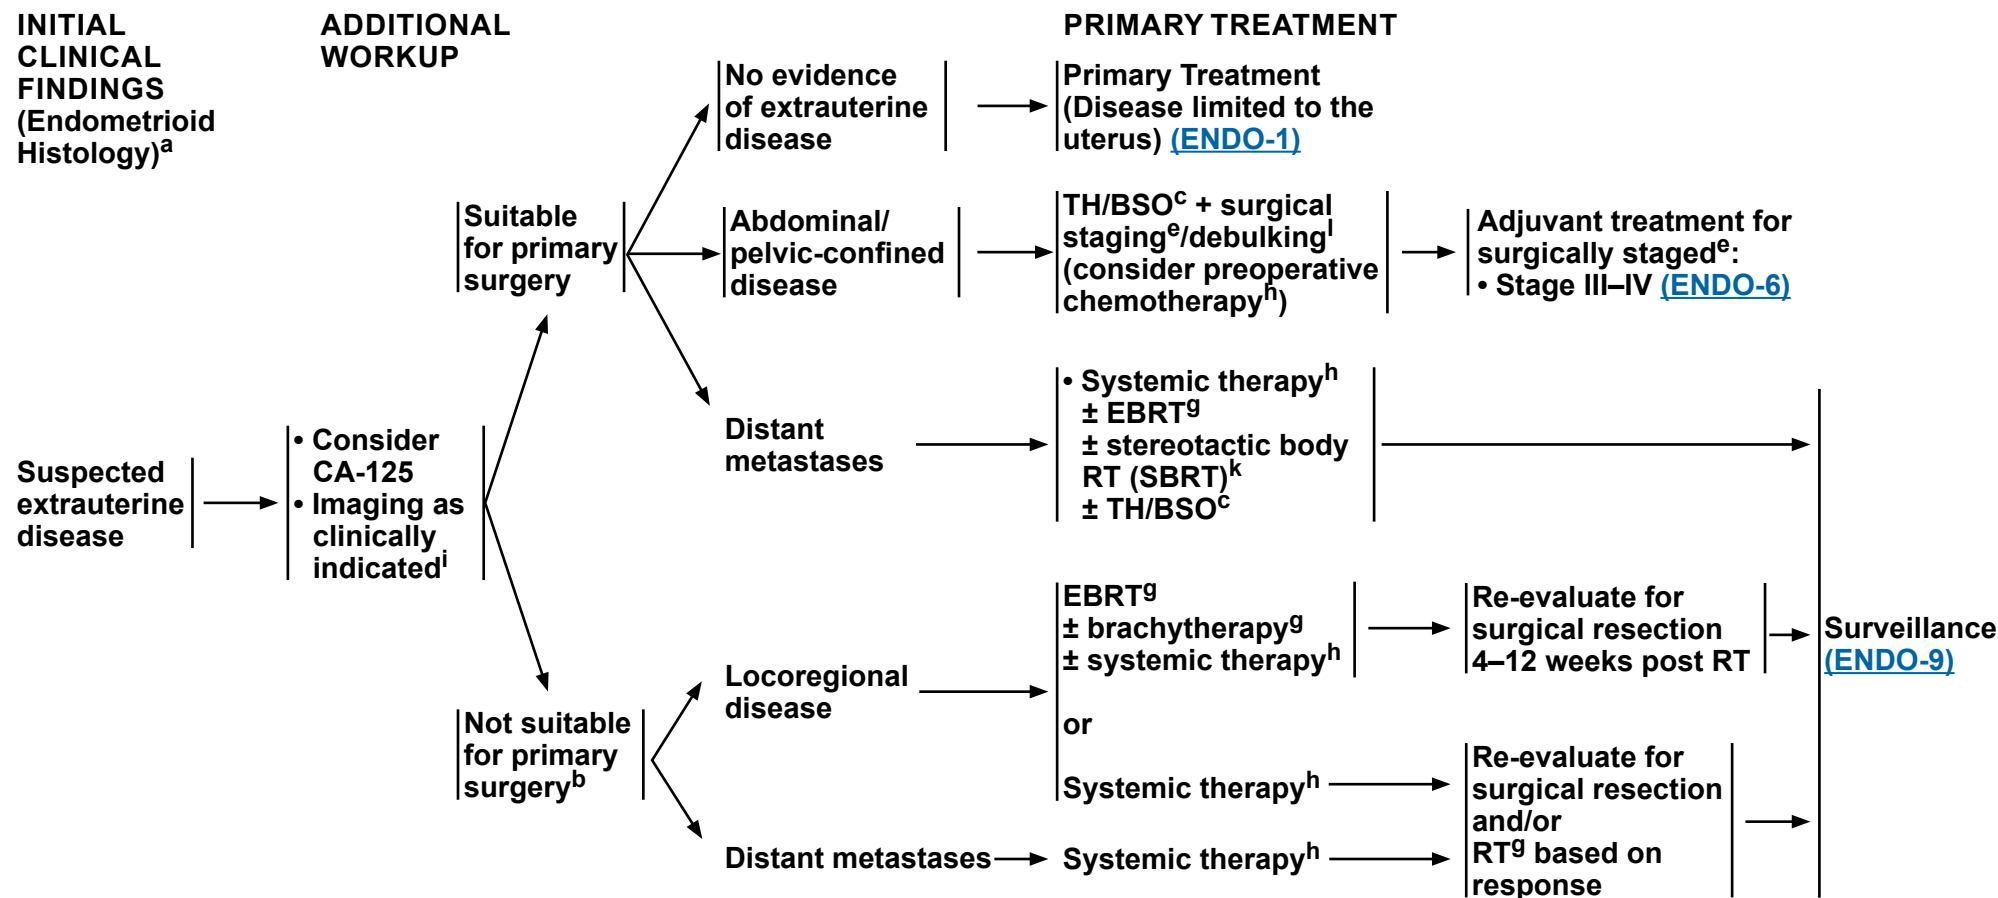 INITIAL
CLINICAL
FINDINGS
(Endometrioid
Histology)a
ADDITIONAL
WORKUP
PRIMARY TREATMENT
Suspected
extrauterine
disease
• Consider
CA-125
• Imaging as
clinically
indicatedi
Suitable
for primary
surgery
No evidence
of extrauterine
disease
Primary Treatment
(Disease limited to the
uterus) (ENDO-1)
Abdominal/
pelvic-confined
disease
TH/BSOc + surgical
staginge/debulkingl
(consider preoperative
chemotherapyh)
Adjuvant treatment for
surgically stagede:
• Stage III–IV (ENDO-6)
Distant
metastases
• Systemic therapyh
± EBRTg
± stereotactic body
RT (SBRT)k
± TH/BSOc
Not suitable
for primary
surgeryb
Locoregional
disease
EBRTg
± brachytherapyg
± systemic therapyh
Re-evaluate for
surgical resection
4–12 weeks post RT
or
Systemic therapyh
Distant metastases
Systemic therapyh
Re-evaluate for
surgical resection
and/or
RTg based on
response
Surveillance
(ENDO-9)